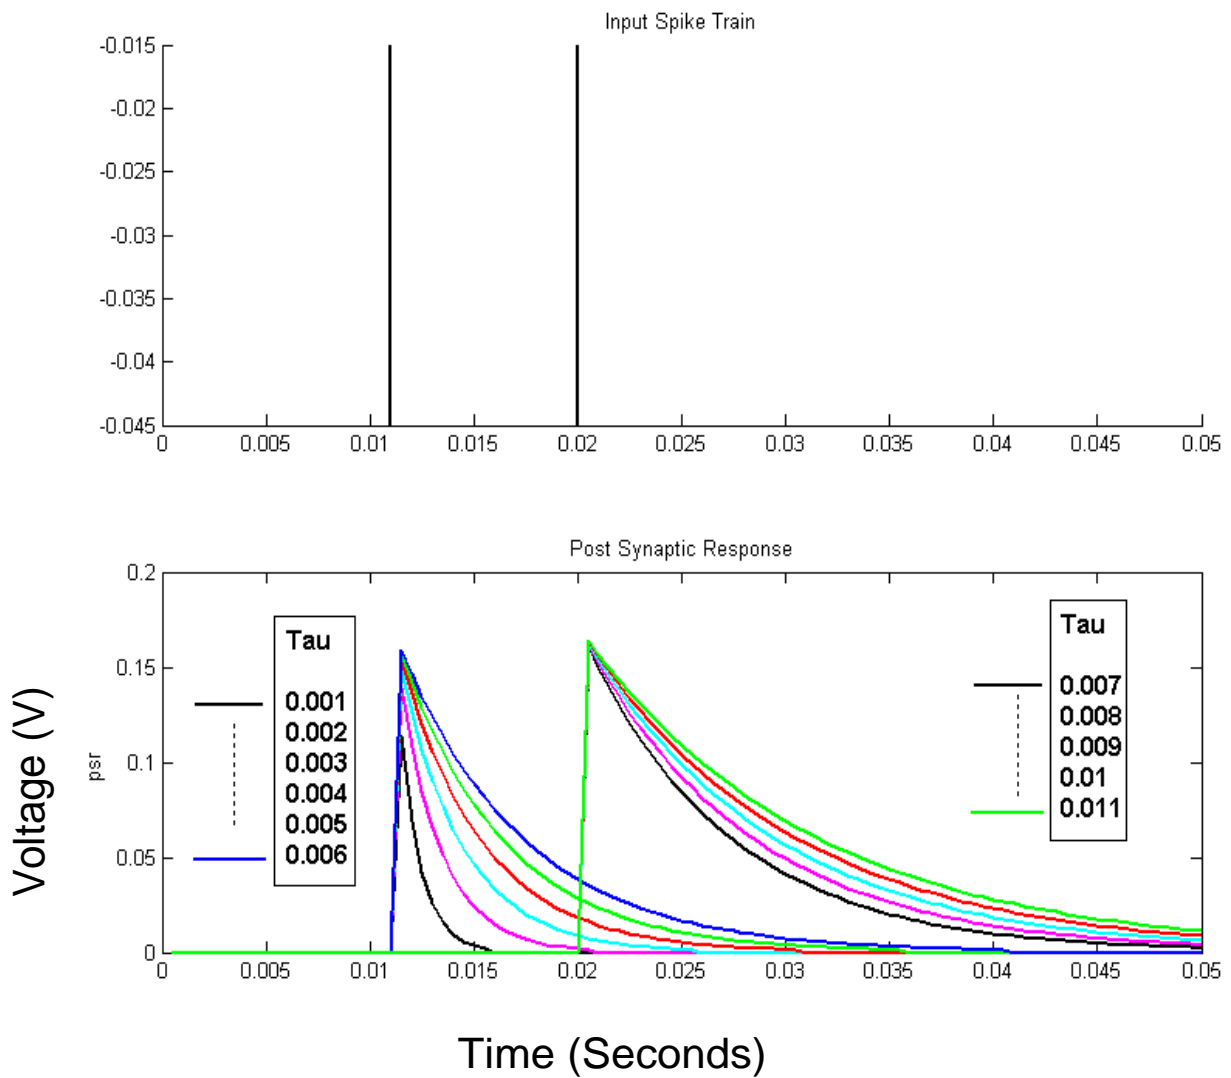 Input Spike Train
-0.015
-0.02
-0.025
-0.03
-0.035
-0.04
-0.045
0 0.005 0.01 0.015 0.02 0.025 0.03 0.035 0.04 0.045 0.05
Post Synaptic Response
Voltage (V)
psr
0.2
0.15
0.1
0.05
0
Tau
0.001
0.002
0.003
0.004
0.005
0.006
Tau
0.007
0.008
0.009
0.01
0.011
0 0.005 0.01 0.015 0.02 0.025 0.03 0.035 0.04 0.045 0.05
Time (Seconds)